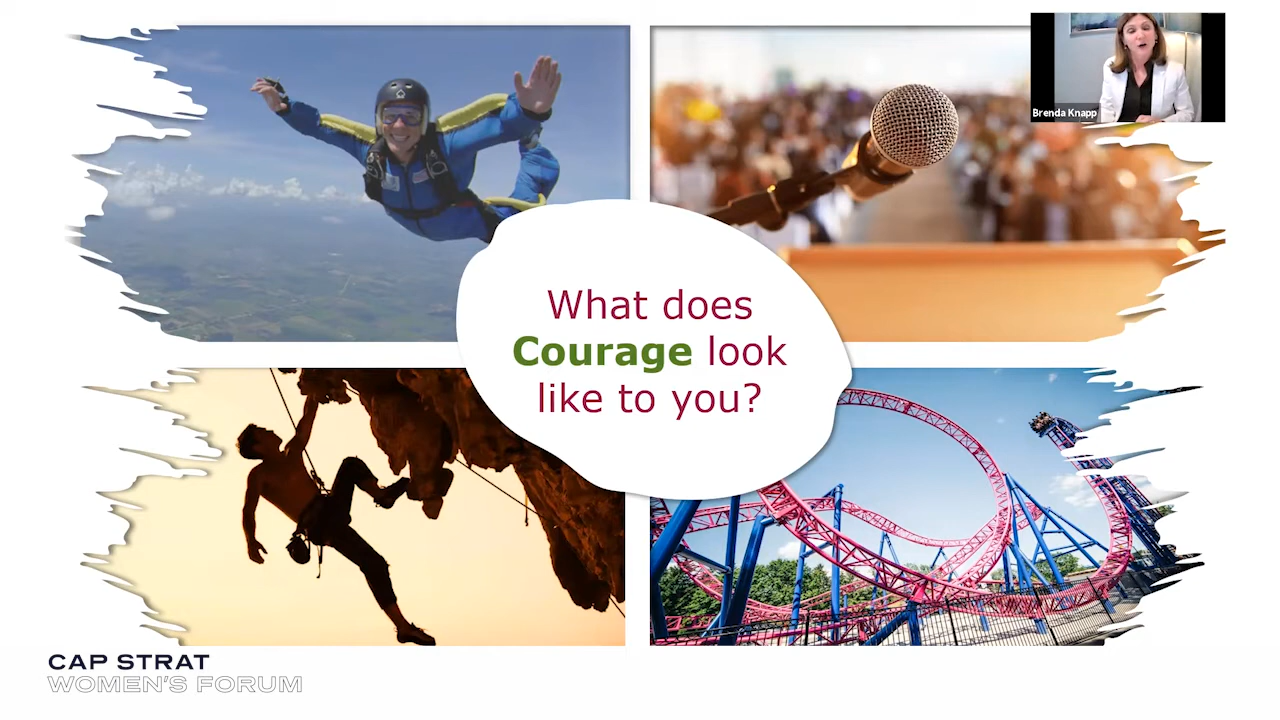 Brenda Knapp
What does
Courage look
like to you?
CAP STRAT
WOMEN'S FORUM